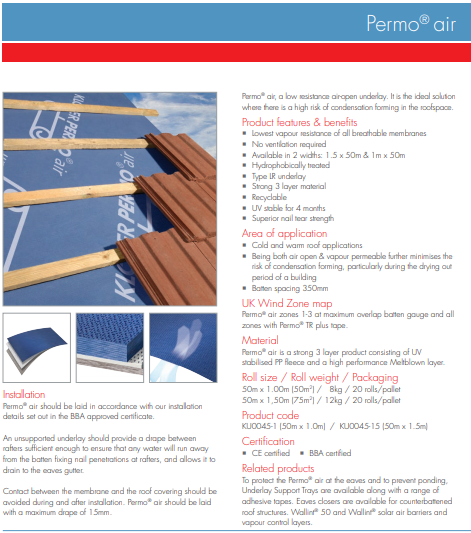 Permo® air
KLOBER PERMO® air
Permo® air, a low resistance air-open underlay. It is the ideal solution
where there is a high risk of condensation forming in the roofspace.
Product features & benefits
▪ Lowest vapour resistance of all breathable membranes
▪ No ventilation required
▪ Available in 2 widths: 1.5 x 50m & 1m x 50m
▪ Hydrophobically treated
▪ Type LR underlay
▪ Strong 3 layer material
▪ Recyclable
▪ UV stable for 4 months
▪ Superior nail tear strength
Area of application
▪ Cold and warm roof applications
▪ Being both air open & vapour permeable further minimises the
risk of condensation forming, particularly during the drying out
period of a building
▪ Batten spacing 350mm
UK Wind Zone map
Permo® air zones 1-3 at maximum overlap batten gauge and all
zones with Permo® TR plus tape.
Material
Permo® air is a strong 3 layer product consisting of UV
stabilised PP fleece and a high performance Meltblown layer.
Roll size / Roll weight / Packaging
50m x 1.00m (50m²) / 8kg / 20 rolls/pallet
50m x 1,50m (75m²) / 12kg / 20 rolls/pallet
Product code
KU0045-1 (50m x 1.0m) / KU0045-15 (50m x 1.5m)
Certification
▪ CE certified ▪ BBA certified
Related products
To protect the Permo® air at the eaves and to prevent ponding,
Underlay Support Trays are available along with a range of
adhesive tapes. Eaves closers are available for counterbattened
roof structures. Wallint® 50 and Wallint® solar air barriers and
vapour control layers.
Installation
Permo® air should be laid in accordance with our installation
details set out in the BBA approved certificate.
An unsupported underlay should provide a drape between
rafters sufficient enough to ensure that any water will run away
from the batten fixing nail penetrations at rafters, and allows it to
drain to the eaves gutter.
Contact between the membrane and the roof covering should be
avoided during and after installation. Permo® air should be laid
with a maximum drape of 15mm.